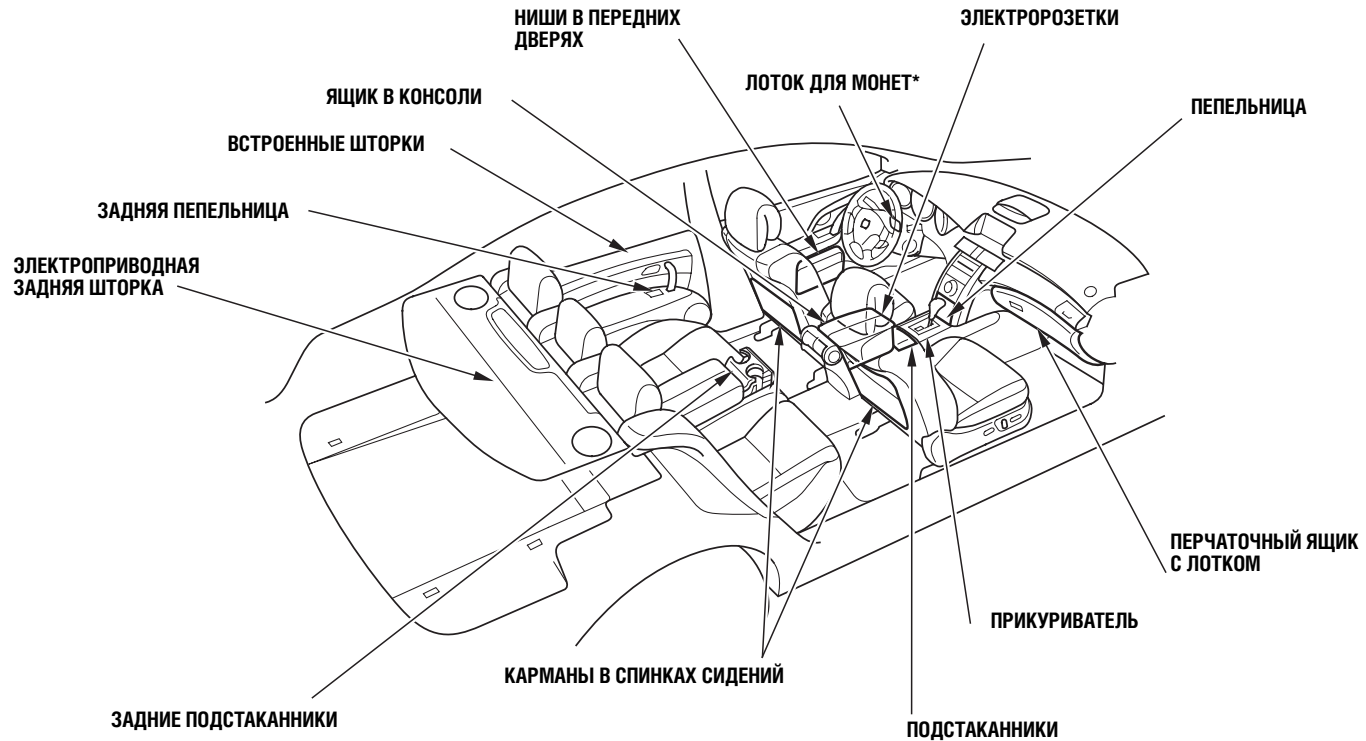 НИШИ В ПЕРЕДНИХ
ДВЕРЯХ
ЭЛЕКТРОРОЗЕТКИ
ЛОТОК ДЛЯ МОНЕТ*
ЯЩИК В КОНСОЛИ
ПЕПЕЛЬНИЦА
ВСТРОЕННЫЕ ШТОРКИ
ЗАДНЯЯ ПЕПЕЛЬНИЦА
ЭЛЕКТРОПРИВОДНАЯ
ЗАДНЯЯ ШТОРКА
ПЕРЧАТОЧНЫЙ ЯЩИК
С ЛОТКОМ
ПРИКУРИВАТЕЛЬ
КАРМАНЫ В СПИНКАХ СИДЕНИЙ
ЗАДНИЕ ПОДСТАКАННИКИ
ПОДСТАКАННИКИ